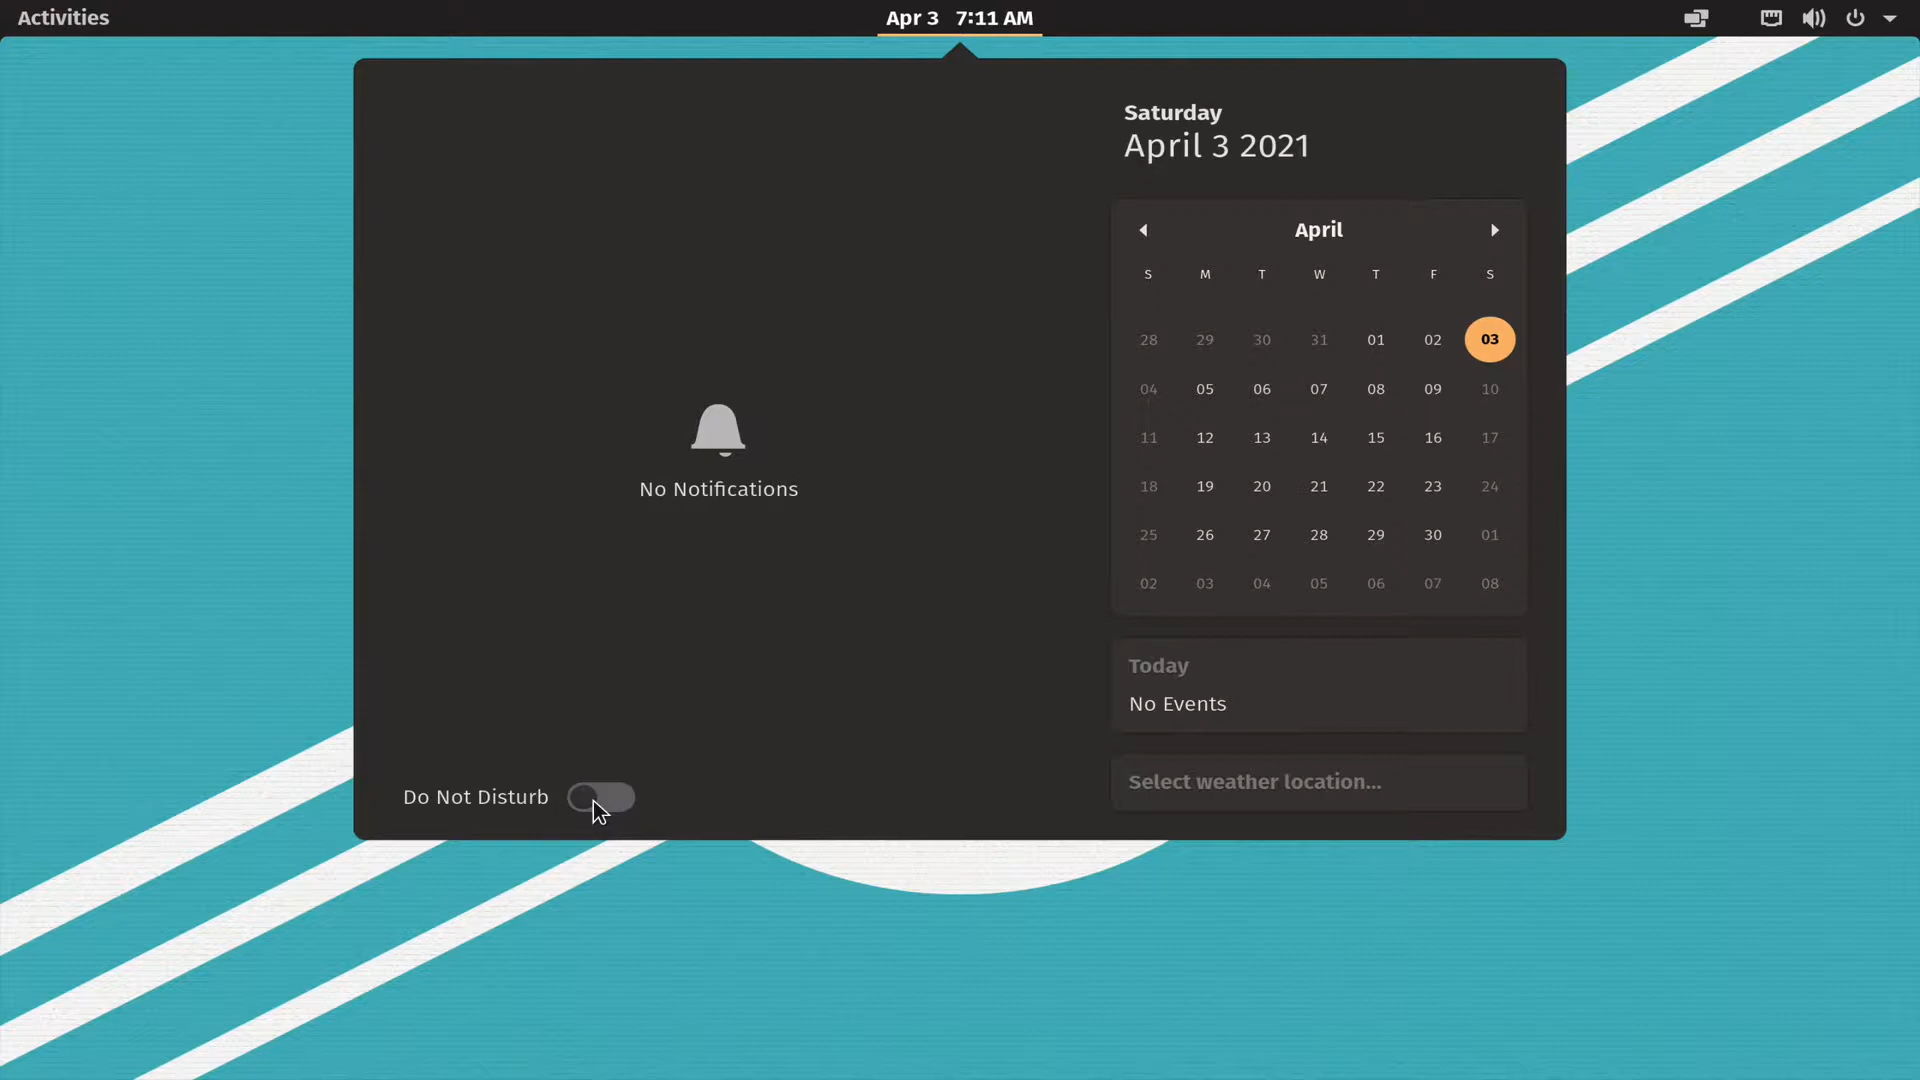 Activities
Apr 3 7:11 AM
Saturday
April 3 2021
April
S M T W T F S
28 29 30 31 01 02 03
04 05 06 07 08 09 10
11 12 13 14 15 16 17
18 19 20 21 22 23 24
25 26 27 28 29 30 01
02 03 04 05 06 07 08
No Notifications
Today
No Events
Select weather location...
Do Not Disturb